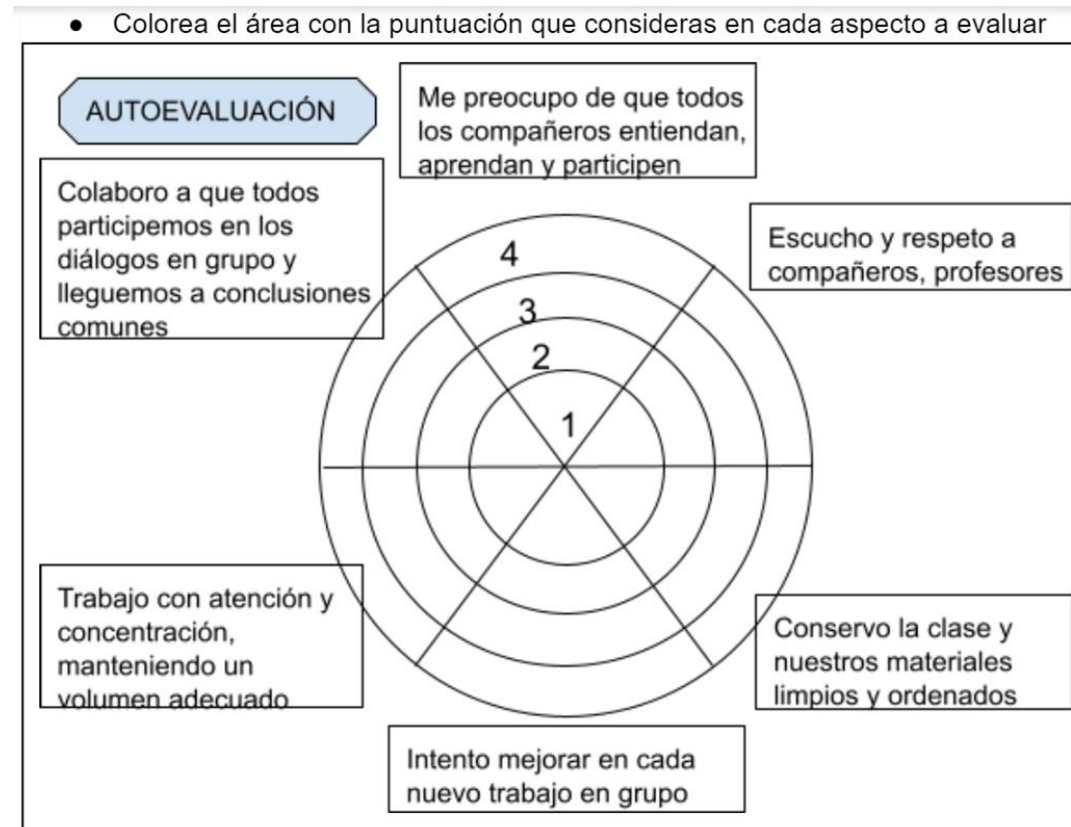 ● Colorea el área con la puntuación que consideras en cada aspecto a evaluar
AUTOEVALUACIÓN
Me preocupo de que todos
los compañeros entiendan,
aprendan y participen
Colaboro a que todos
participemos en los
diálogos en grupo y
lleguemos a conclusiones
comunes
Escucho y respeto a
compañeros, profesores
4
3
2
1
Trabajo con atención y
concentración,
manteniendo un
volumen adecuado
Conservo la clase y
nuestros materiales
limpios y ordenados
Intento mejorar en cada
nuevo trabajo en grupo